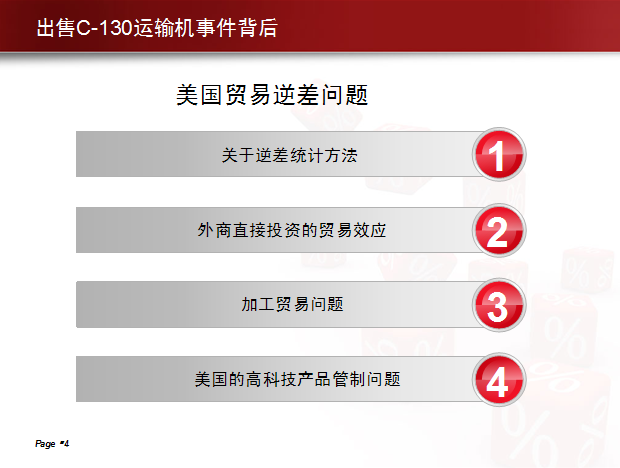 出售C-130运输机事件背后
美国贸易逆差问题
关于逆差统计方法
1
外商直接投资的贸易效应
2
加工贸易问题
3
美国的高科技产品管制问题
4
Page *4